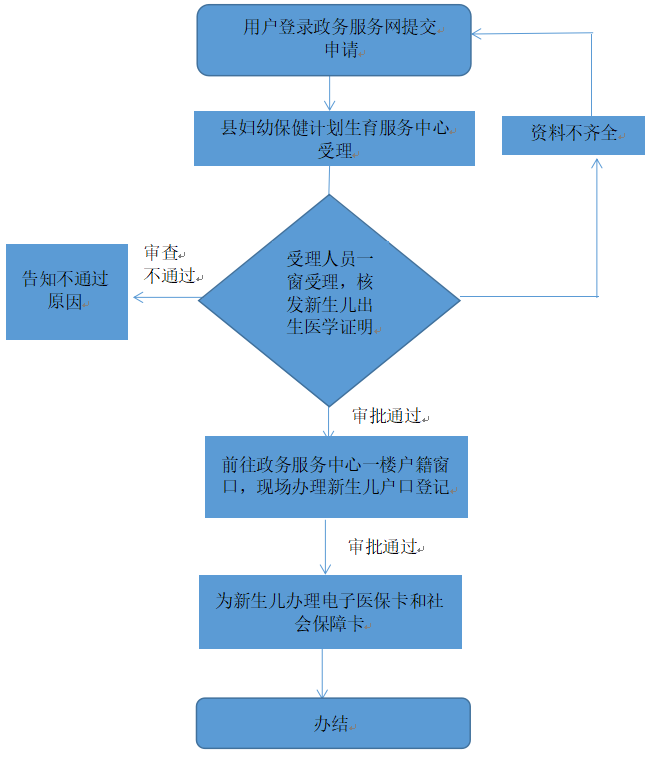 用户登录政务服务网提交
申请
县妇幼保健计划生育服务中心
受理
资料不齐全
审查
不通过
告知不通过
原因
受理人员一
窗受理，核
发新生儿出
生医学证明
审批通过
前往政务服务中心一楼户籍窗
口，现场办理新生儿户口登记
审批通过
为新生儿办理电子医保卡和社
会保障卡
办结